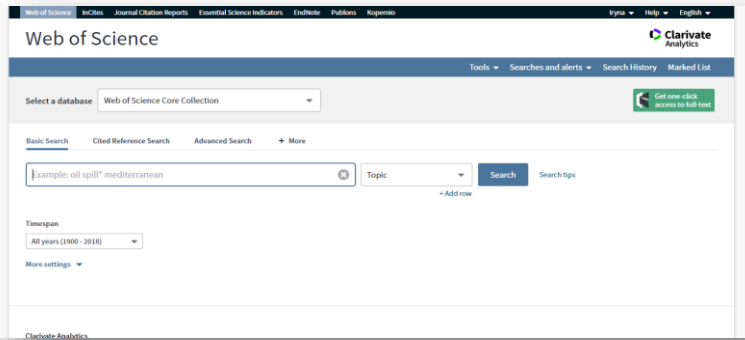 Web of Science InCites Journal Citation Reports Essential Science Indicators EndNote Publons Kopernio Iryna Help English
Web of Science
Clarivate
Analytics
Tools Searches and alerts Search History Marked List
Select a database Web of Science Core Collection
Get one-click
access to full-text
Basic Search Cited Reference Search Advanced Search + More
Example: oil spill* mediterranean Topic Search Search tips
+ Add row
Timespan
All years (1900 - 2018)
More settings
Clarivate Analytics